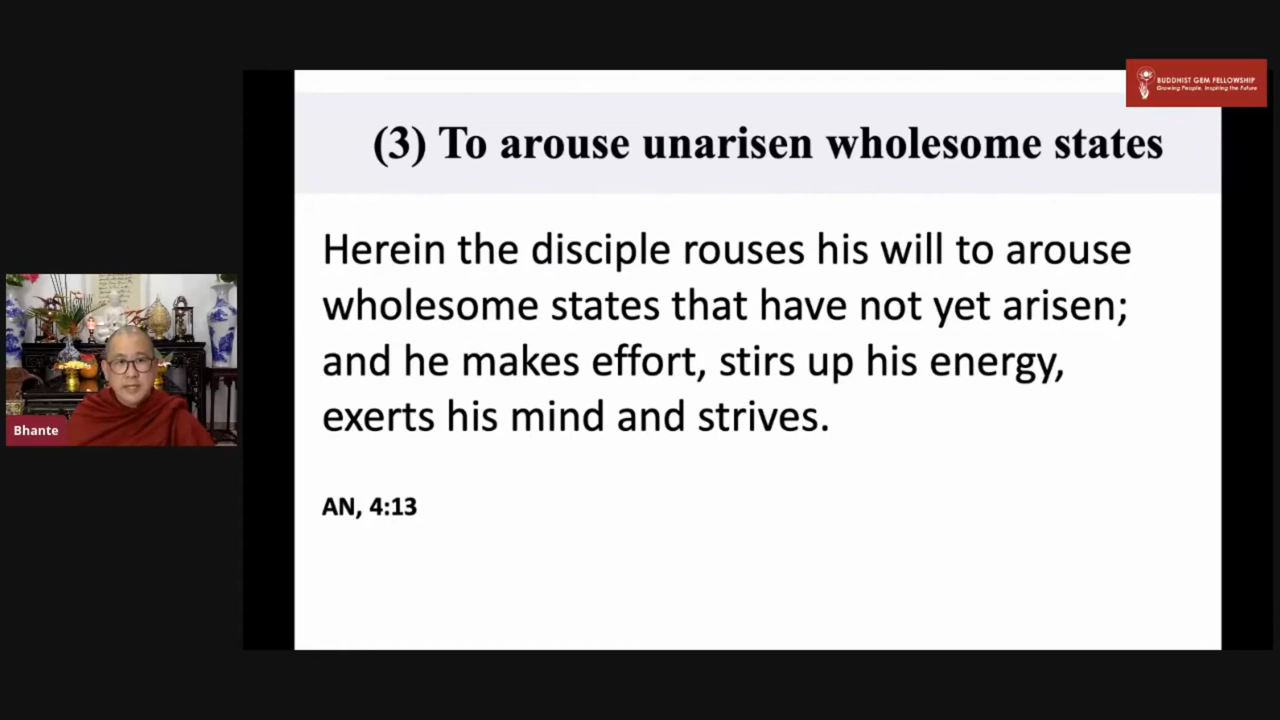 BUDDHIST GEM FELLOWSHIP
Growing People. Inspiring the Future
(3) To arouse unarisen wholesome states
Herein the disciple rouses his will to arouse
wholesome states that have not yet arisen;
and he makes effort, stirs up his energy,
exerts his mind and strives.
Bhante
AN, 4:13